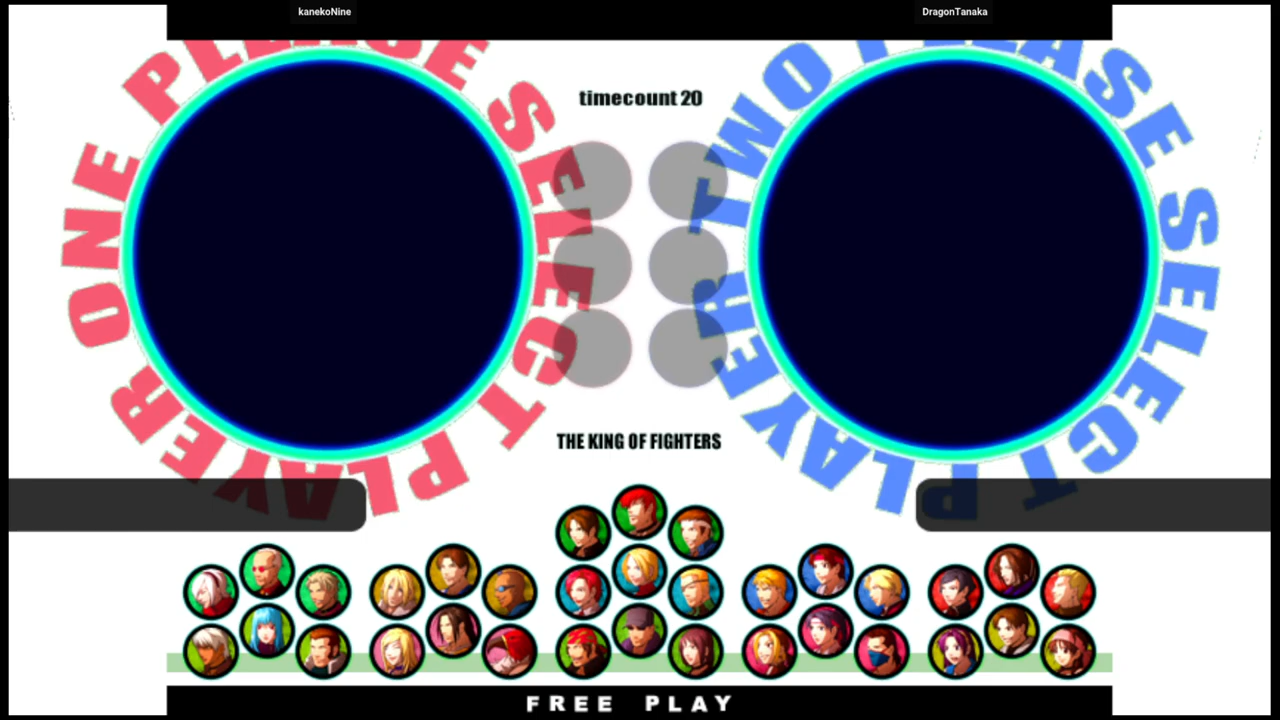 kanekoNine
DragonTanaka
PLAYER ONE PLEASE SELECT
PLAYER TWO PLEASE SELECT
timecount 20
THE KING OF FIGHTERS
FREE PLAY